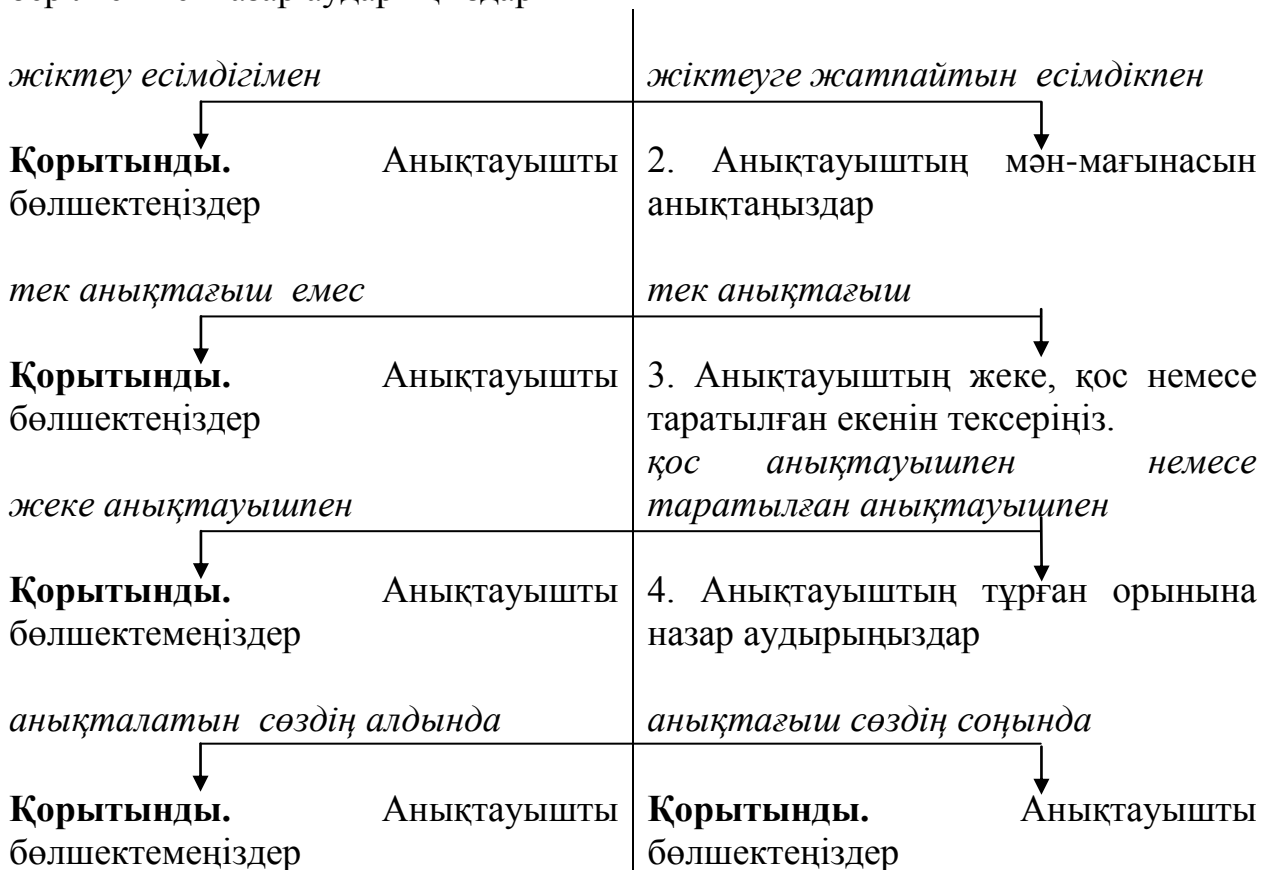 жіктеу есімдігімен
жіктеуге жатпайтын есімдікпен
Қорытынды. Анықтауышты
бөлшектеңіздер
2. Анықтауыштың мән-мағынасын
анықтаңыздар
тек анықтағыш емес
тек анықтағыш
Қорытынды. Анықтауышты
бөлшектеңіздер
3. Анықтауыштың жеке, қос немесе
таратылған екенін тексеріңіз.
қос анықтауышпен немесе
таратылған анықтауышпен
жеке анықтауышпен
Қорытынды. Анықтауышты
бөлшектемеңіздер
4. Анықтауыштың тұрған орынына
назар аудырыңыздар
анықталатын сөздің алдында
анықтағыш сөздің соңында
Қорытынды. Анықтауышты
бөлшектемеңіздер
Қорытынды. Анықтауышты
бөлшектеңіздер